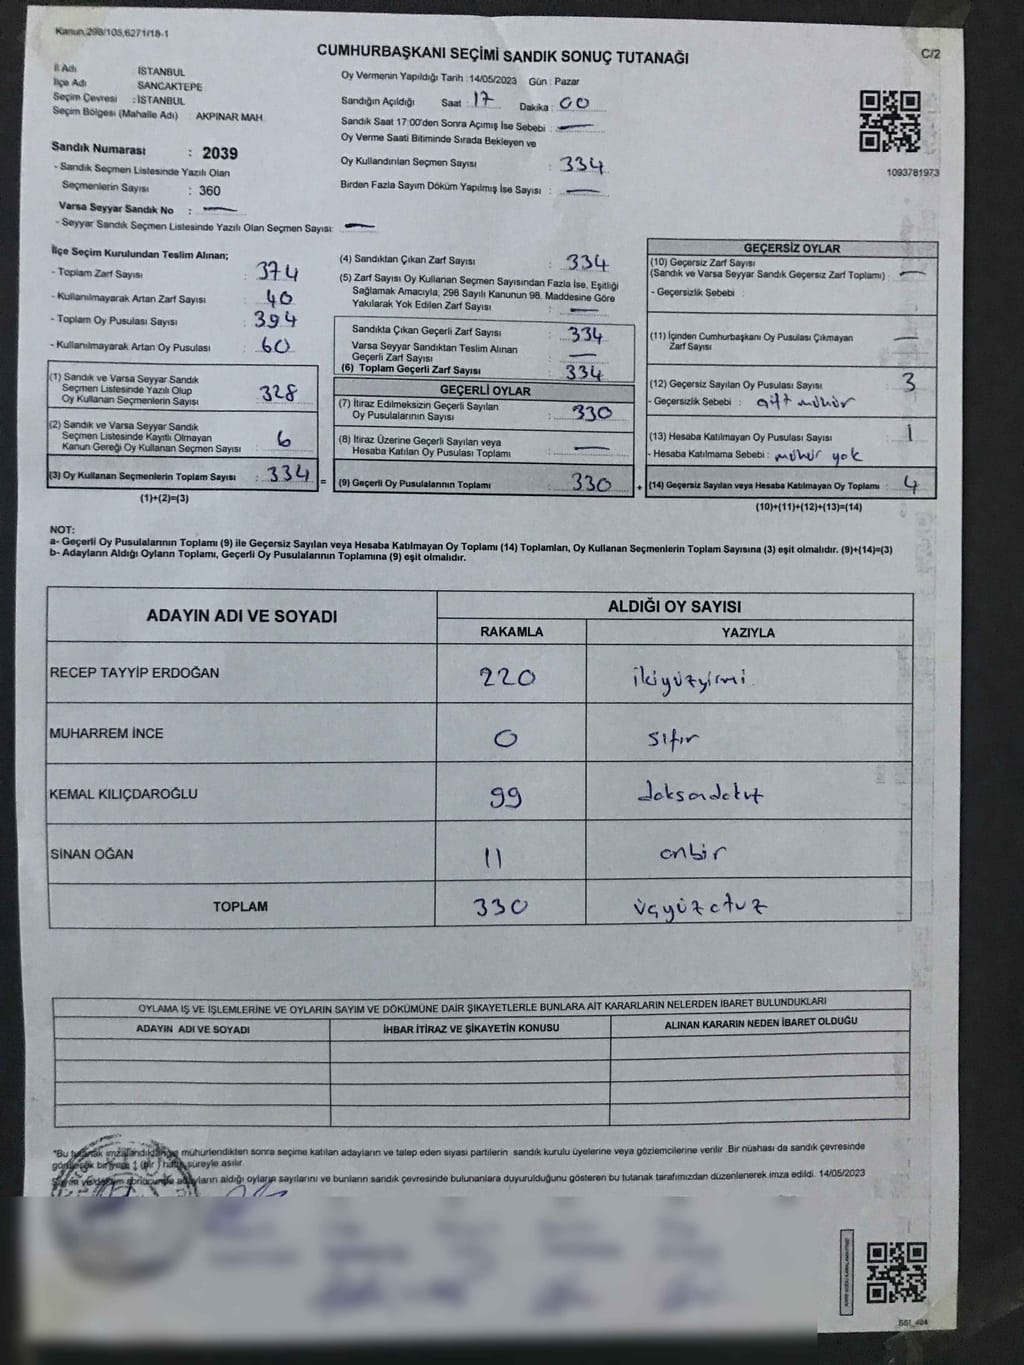 Kanun,298/105,6271/18-1
C/2
CUMHURBAŞKANI SEÇİMİ SANDIK SONUÇ TUTANAĞI
İl Adı İSTANBUL
İlçe Adı SANCAKTEPE
Seçim Çevresi : İSTANBUL
Seçim Bölgesi (Mahalle Adı) : AKPINAR MAH.
Sandık Numarası : 2039
- Sandık Seçmen Listesinde Yazılı Olan
Seçmenlerin Sayısı : 360
Varsa Seyyar Sandık No : —
- Seyyar Sandık Seçmen Listesinde Yazılı Olan Seçmen Sayısı: —
Oy Vermenin Yapıldığı Tarih : 14/05/2023 Gün : Pazar
Sandığın Açıldığı Saat : 17 Dakika : 00
Sandık Saat 17:00'den Sonra Açımış İse Sebebi : —
Oy Verme Saati Bitiminde Sırada Bekleyen ve
Oy Kullandırılan Seçmen Sayısı : 334
Birden Fazla Sayım Döküm Yapılmış İse Sayısı : —
1093781973
İlçe Seçim Kurulundan Teslim Alınan;
- Toplam Zarf Sayısı : 374
- Kullanılmayarak Artan Zarf Sayısı : 40
- Toplam Oy Pusulası Sayısı : 394
- Kullanılmayarak Artan Oy Pusulası : 60
(1) Sandık ve Varsa Seyyar Sandık
Seçmen Listesinde Yazılı Olup
Oy Kullanan Seçmenlerin Sayısı : 328
(2) Sandık ve Varsa Seyyar Sandık
Seçmen Listesinde Kayıtlı Olmayan
Kanun Gereği Oy Kullanan Seçmen Sayısı : 6
(3) Oy Kullanan Seçmenlerin Toplam Sayısı : 334 =
(1)+(2)=(3)
(4) Sandıktan Çıkan Zarf Sayısı : 334
(5) Zarf Sayısı Oy Kullanan Seçmen Sayısından Fazla İse, Eşitliği
Sağlamak Amacıyla; 298 Sayılı Kanunun 98. Maddesine Göre
Yakılarak Yok Edilen Zarf Sayısı : —
Sandıkta Çıkan Geçerli Zarf Sayısı : 334
Varsa Seyyar Sandıktan Teslim Alınan
Geçerli Zarf Sayısı : —
(6) Toplam Geçerli Zarf Sayısı : 334
GEÇERLİ OYLAR
(7) İtiraz Edilmeksizin Geçerli Sayılan
Oy Pusulalarının Sayısı : 330
(8) İtiraz Üzerine Geçerli Sayılan veya
Hesaba Katılan Oy Pusulası Toplamı : —
(9) Geçerli Oy Pusulalarının Toplamı : 330 +
GEÇERSİZ OYLAR
(10) Geçersiz Zarf Sayısı
(Sandık ve Varsa Seyyar Sandık Geçersiz Zarf Toplamı) : —
- Geçersizlik Sebebi :
(11) İçinden Cumhurbaşkanı Oy Pusulası Çıkmayan
Zarf Sayısı : —
(12) Geçersiz Sayılan Oy Pusulası Sayısı : 3
- Geçersizlik Sebebi : çift mühür
(13) Hesaba Katılmayan Oy Pusulası Sayısı : 1
- Hesaba Katılmama Sebebi : mühür yok
(14) Geçersiz Sayılan veya Hesaba Katılmayan Oy Toplamı : 4
(10)+(11)+(12)+(13)=(14)
NOT:
a- Geçerli Oy Pusulalarının Toplamı (9) ile Geçersiz Sayılan veya Hesaba Katılmayan Oy Toplamı (14) Toplamları, Oy Kullanan Seçmenlerin Toplam Sayısına (3) eşit olmalıdır. (9)+(14)=(3)
b- Adayların Aldığı Oyların Toplamı, Geçerli Oy Pusulalarının Toplamına (9) eşit olmalıdır.
ADAYIN ADI VE SOYADI ALDIĞI OY SAYISI
RAKAMLA YAZIYLA
RECEP TAYYİP ERDOĞAN 220 ikiyüzyirmi
MUHARREM İNCE 0 sıfır
KEMAL KILIÇDAROĞLU 99 doksandokuz
SİNAN OĞAN 11 onbir
TOPLAM 330 üçyüzotuz
OYLAMA İŞ VE İŞLEMLERİNE VE OYLARIN SAYIM VE DÖKÜMÜNE DAİR ŞİKAYETLERLE BUNLARA AİT KARARLARIN NELERDEN İBARET BULUNDUKLARI
ADAYIN ADI VE SOYADI İHBAR İTİRAZ VE ŞİKAYETİN KONUSU ALINAN KARARIN NEDEN İBARET OLDUĞU
*Bu tutanak imzalandıktan ve mühürlendikten sonra seçime katılan adayların ve talep eden siyasi partilerin sandık kurulu üyelerine veya gözlemcilerine verilir. Bir nüshası da sandık çevresinde
bir hafta süreyle asılır.
Sayım ve döküm sonucunda adayların aldığı oyların sayılarını ve bunların sandık çevresinde bulunanlara duyurulduğunu gösteren bu tutanak tarafımızdan düzenlenerek imza edildi. 14/05/2023